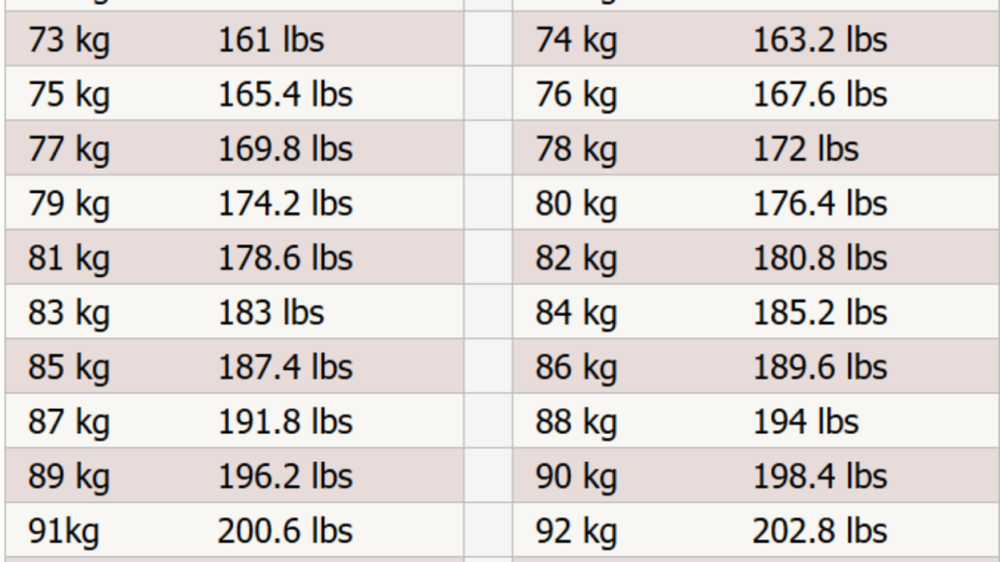 73 kg 161 lbs 74 kg 163.2 lbs
75 kg 165.4 lbs 76 kg 167.6 lbs
77 kg 169.8 lbs 78 kg 172 lbs
79 kg 174.2 lbs 80 kg 176.4 lbs
81 kg 178.6 lbs 82 kg 180.8 lbs
83 kg 183 lbs 84 kg 185.2 lbs
85 kg 187.4 lbs 86 kg 189.6 lbs
87 kg 191.8 lbs 88 kg 194 lbs
89 kg 196.2 lbs 90 kg 198.4 lbs
91kg 200.6 lbs 92 kg 202.8 lbs